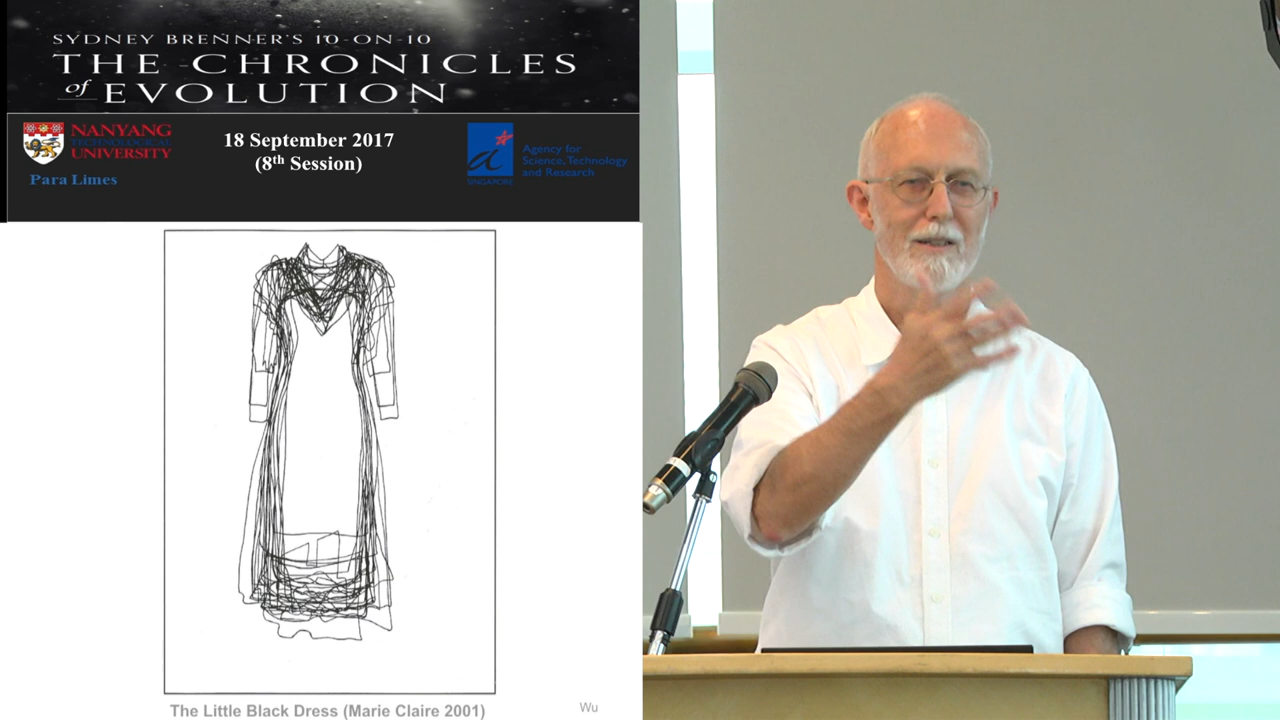 SYDNEY BRENNER'S 10-ON-10
THE CHRONICLES
of EVOLUTION
NANYANG
TECHNOLOGICAL
UNIVERSITY
Para Limes
18 September 2017
(8th Session)
Agency for
Science, Technology
and Research
SINGAPORE
The Little Black Dress (Marie Claire 2001)
Wu